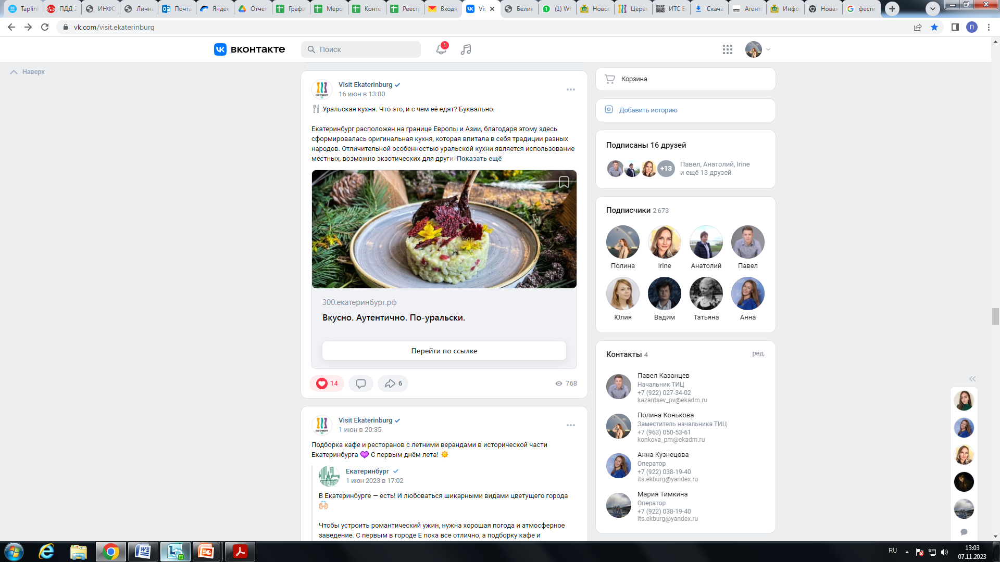 Taplin
ПДД 2
ИНФО
Личнь
Почта
Яндек
Отчет
Графи
Меро
Конте
Реестр
Входя
Vis
Белик
(1) Wh
Новос
Церем
ИТС Е
Скача
Агент
Инфо
Новая
фести
vk.com/visit.ekaterinburg
П
вконтакте
Поиск
1
Наверх
Visit Ekaterinburg
16 июн в 13:00
Уральская кухня. Что это, и с чем её едят? Буквально.
Екатеринбург расположен на границе Европы и Азии, благодаря этому здесь
сформировалась оригинальная кухня, которая впитала в себя традиции разных
народов. Отличительной особенностью уральской кухни является использование
местных, возможно экзотических для других Показать ещё
300.екатеринбург.рф
Вкусно. Аутентично. По-уральски.
Перейти по ссылке
14
6
768
Visit Ekaterinburg
1 июн в 20:35
Подборка кафе и ресторанов с летними верандами в исторической части
Екатеринбурга 💜 С первым днём лета! ☀️
Екатеринбург
1 июн 2023 в 17:02
В Екатеринбурге — есть! И любоваться шикарными видами цветущего города
🙌🏻
Чтобы устроить романтический ужин, нужна хорошая погода и атмосферное
заведение. С первым в городе Е пока все отлично, а подборку кафе и
Корзина
Добавить историю
Подписаны 16 друзей
+13
Павел, Анатолий, Irine
и ещё 13 друзей
Подписчики 2 673
Полина
Irine
Анатолий
Павел
Юлия
Вадим
Татьяна
Анна
Контакты 4
ред.
Павел Казанцев
Начальник ТИЦ
+7 (922) 027-34-02
kazantsev_pv@ekadm.ru
Полина Конькова
Заместитель начальника ТИЦ
+7 (963) 050-53-61
konkova_pm@ekadm.ru
Анна Кузнецова
Оператор
+7 (922) 038-19-40
its.ekburg@yandex.ru
Мария Тимкина
Оператор
+7 (922) 038-19-40
its.ekburg@yandex.ru
RU
13:03
07.11.2023